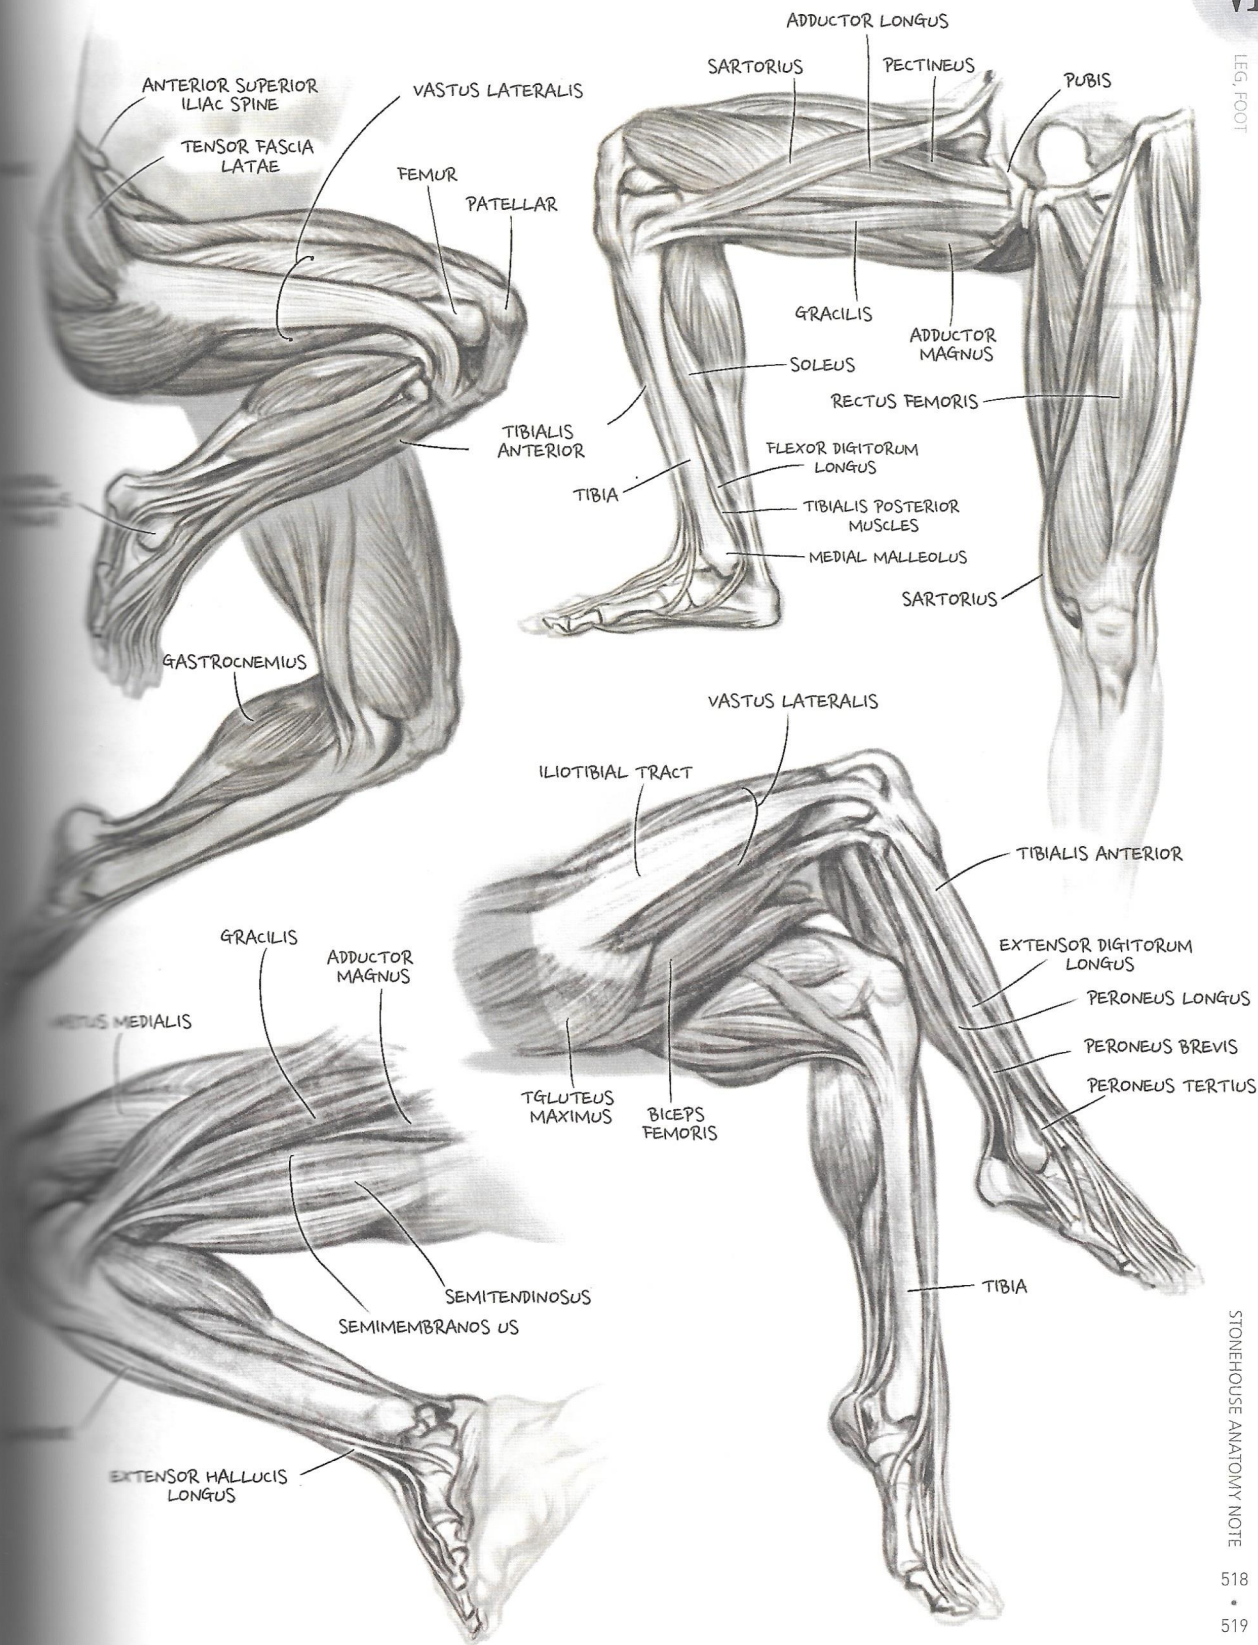 ADDUCTOR LONGUS
SARTORIUS
PECTINEUS
PUBIS
ANTERIOR SUPERIOR
ILIAC SPINE
VASTUS LATERALIS
TENSOR FASCIA
LATAE
FEMUR
PATELLAR
GRACILIS
ADDUCTOR
MAGNUS
SOLEUS
RECTUS FEMORIS
TIBIALIS
ANTERIOR
FLEXOR DIGITORUM
LONGUS
TIBIA
TIBIALIS POSTERIOR
MUSCLES
MEDIAL MALLEOLUS
SARTORIUS
GASTROCNEMIUS
VASTUS LATERALIS
ILIOTIBIAL TRACT
TIBIALIS ANTERIOR
GRACILIS
ADDUCTOR
MAGNUS
EXTENSOR DIGITORUM
LONGUS
PERONEUS LONGUS
MEDIALIS
PERONEUS BREVIS
PERONEUS TERTIUS
TGLUTEUS
MAXIMUS
BICEPS
FEMORIS
TIBIA
SEMITENDINOSUS
SEMIMEMBRANOS US
EXTENSOR HALLUCIS
LONGUS
LEG, FOOT
STONEHOUSE ANATOMY NOTE
518
•
519